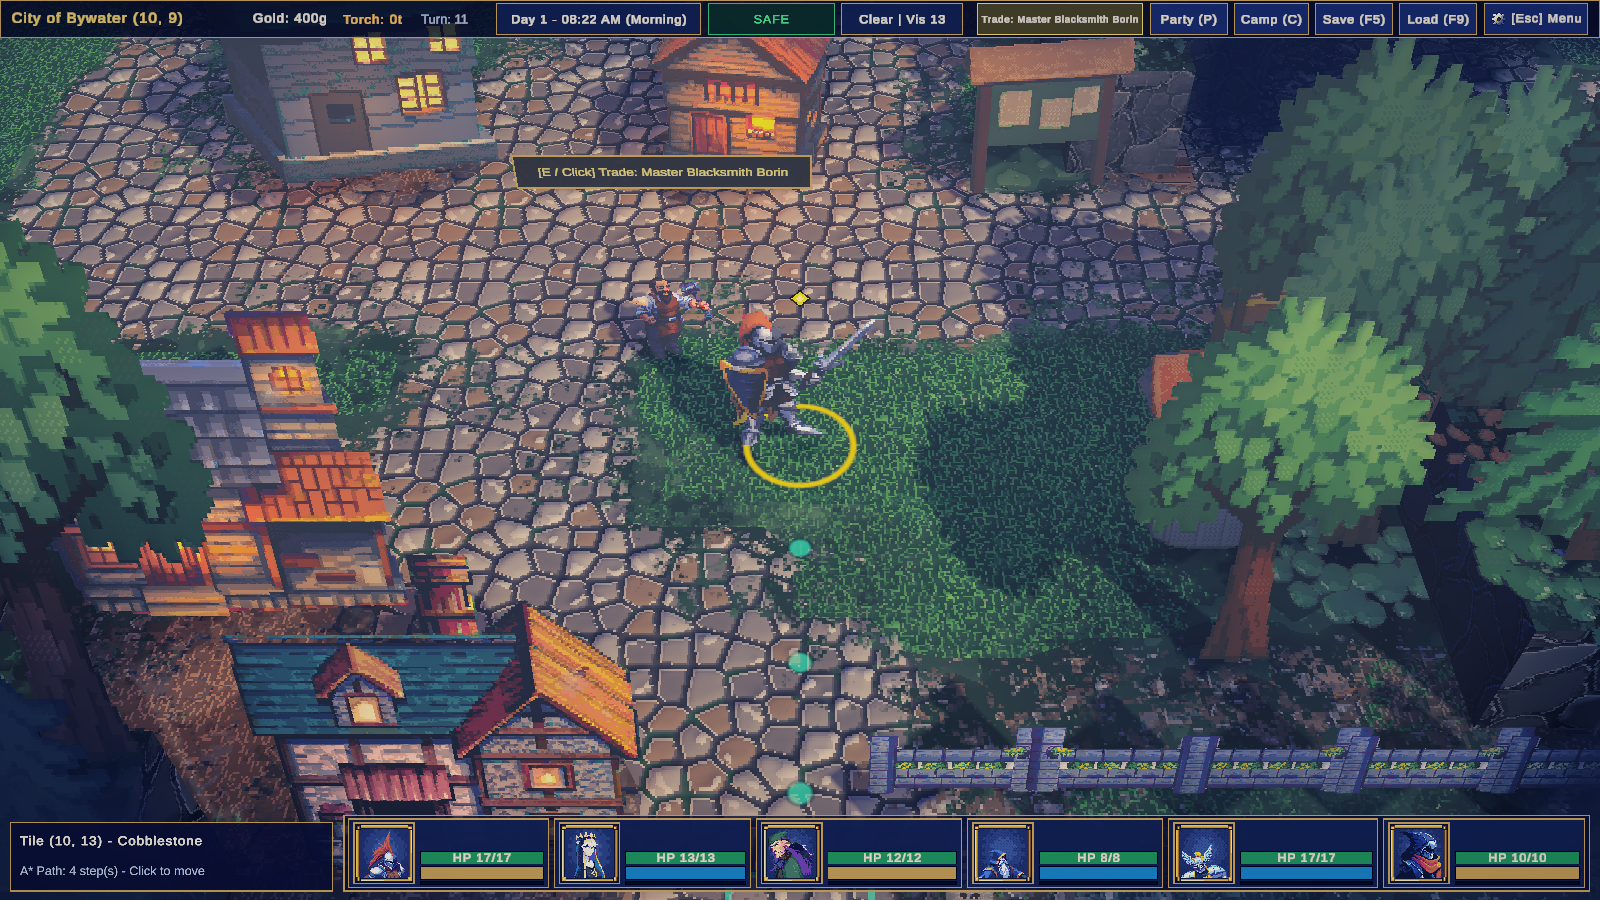 City of Bywater (10, 9)
Gold: 400g
Torch: 0t
Turn: 11
Day 1 - 08:22 AM (Morning)
SAFE
Clear | Vis 13
Trade: Master Blacksmith Borin
Party (P)
Camp (C)
Save (F5)
Load (F9)
[Esc] Menu
[E / Click] Trade: Master Blacksmith Borin
Tile (10, 13) - Cobblestone
A* Path: 4 step(s) - Click to move
HP 17/17
HP 13/13
HP 12/12
HP 8/8
HP 17/17
HP 10/10